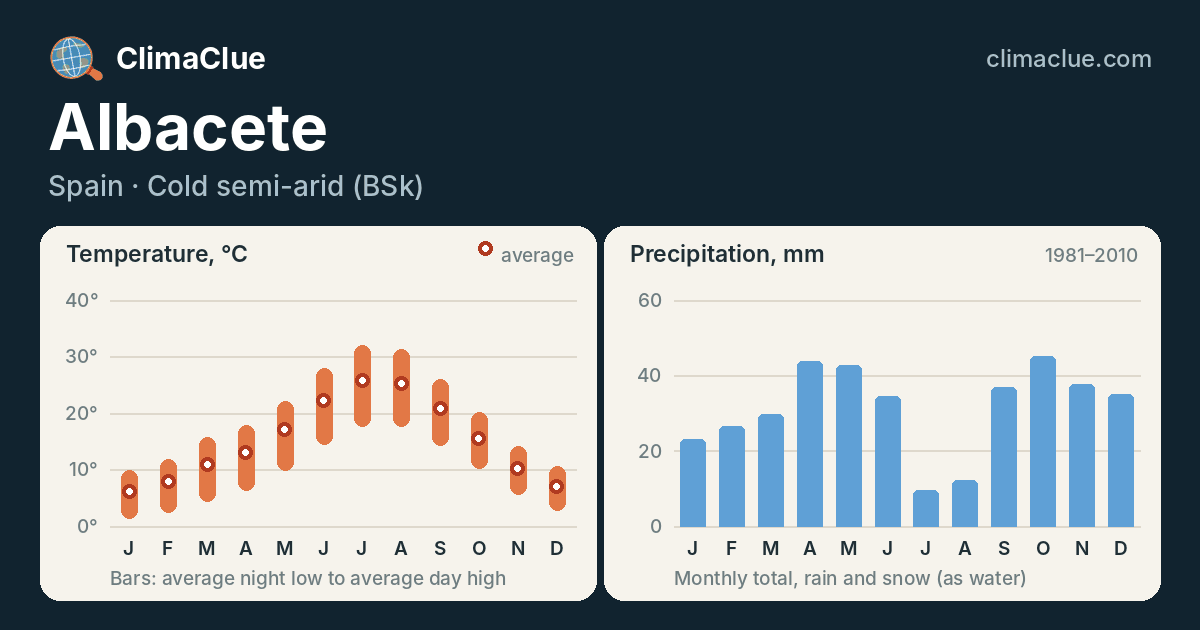 ClimaClue
climaclue.com
Albacete
Spain · Cold semi-arid (BSk)
Temperature, °C
average
40°
30°
20°
10°
0°
J F M A M J J A S O N D
Bars: average night low to average day high
Precipitation, mm
1981–2010
60
40
20
0
J F M A M J J A S O N D
Monthly total, rain and snow (as water)